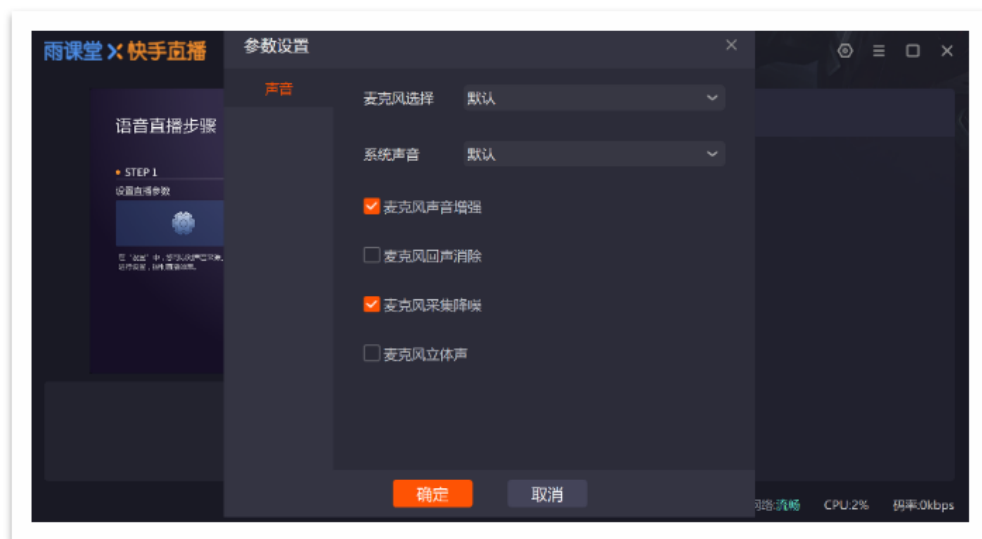 雨课堂 X 快手直播
参数设置
声音
麦克风选择 默认
系统声音 默认
麦克风声音增强
麦克风回声消除
麦克风采集降噪
麦克风立体声
确定 取消
语音直播步骤
• STEP 1
设置直播参数
网络:流畅 CPU:2% 码率:0kbps